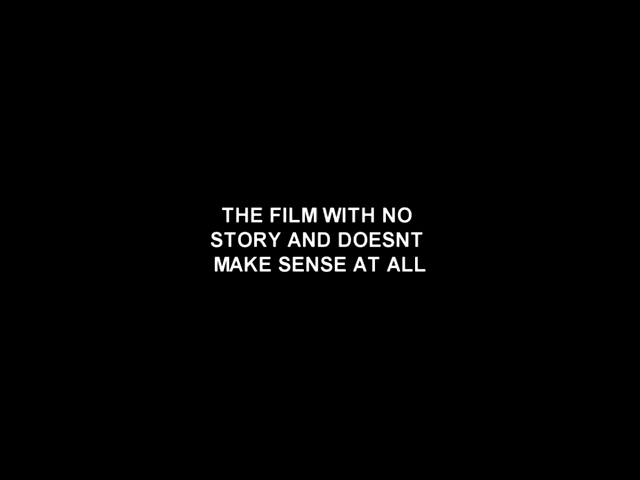 THE FILM WITH NO
STORY AND DOESNT
MAKE SENSE AT ALL